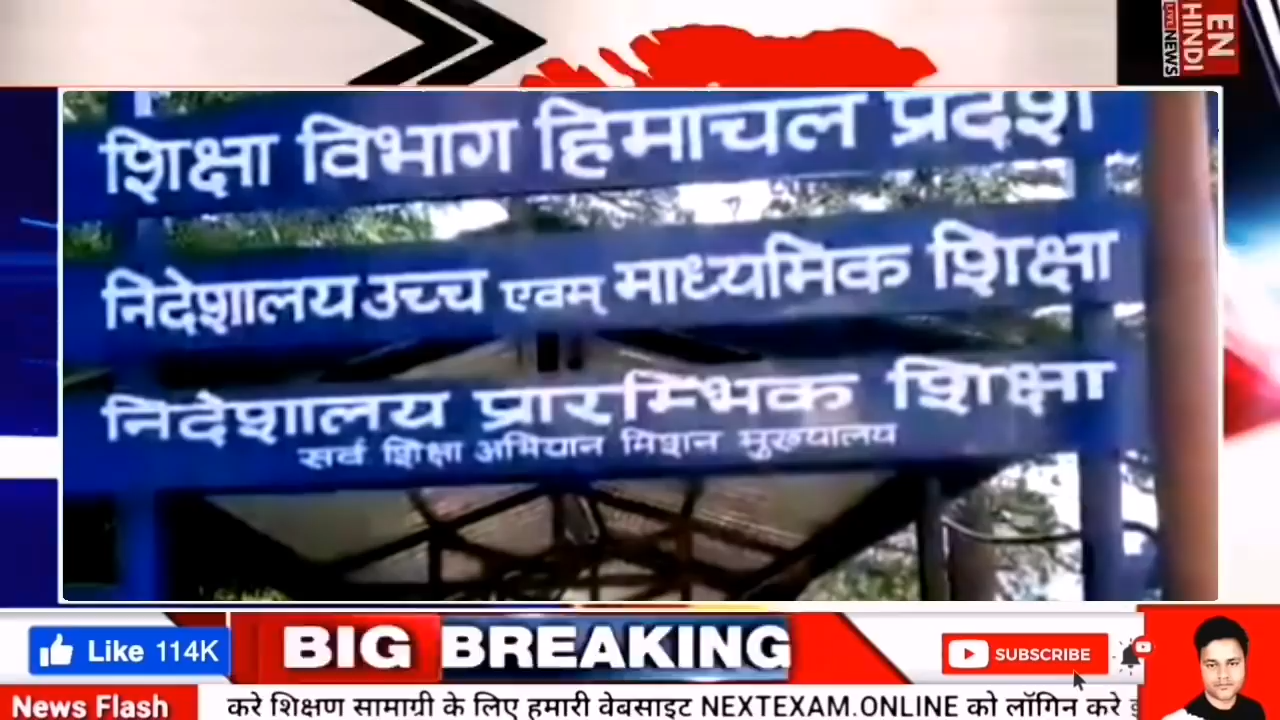 EN
HINDI
LIVE NEWS
शिक्षा विभाग हिमाचल प्रदेश
निदेशालय उच्च एवम् माध्यमिक शिक्षा
निदेशालय प्रारम्भिक शिक्षा
सर्व शिक्षा अभियान मिशन मुख्यालय
Like 114K
BIG BREAKING
SUBSCRIBE
News Flash
करे शिक्षण सामाग्री के लिए हमारी वेबसाइट NEXTEXAM.ONLINE को लॉगिन करे